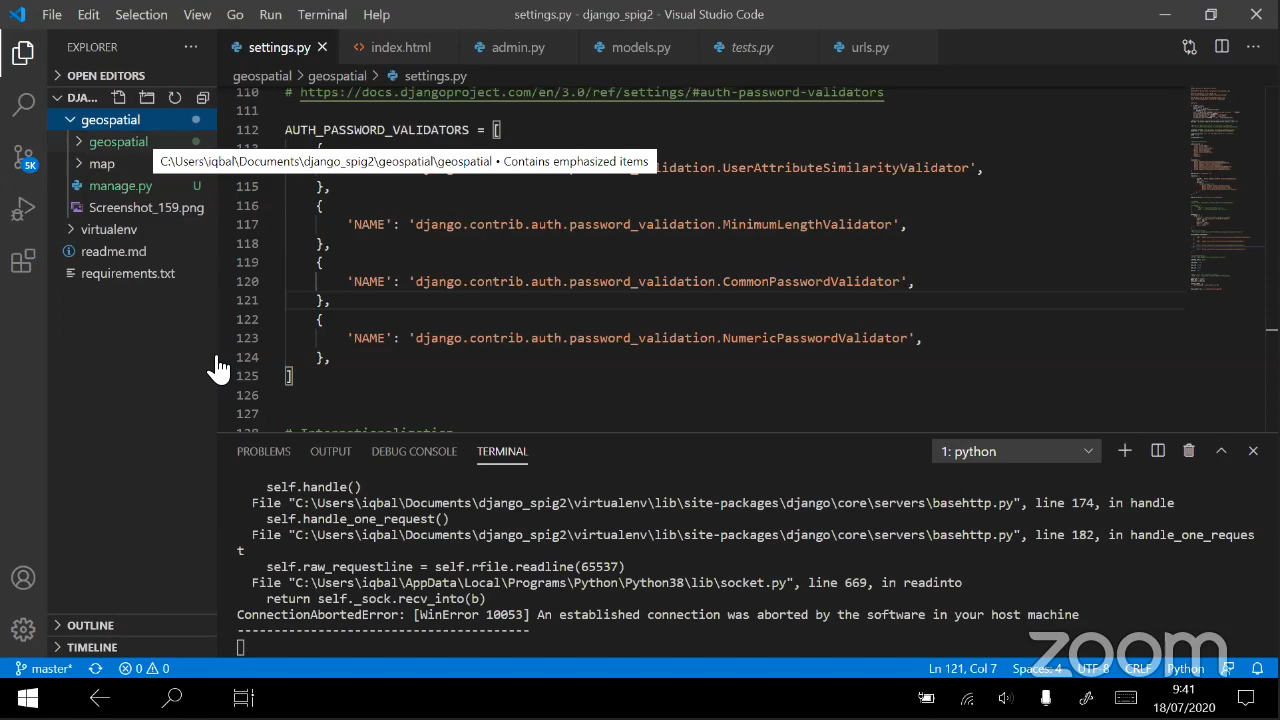 File Edit Selection View Go Run Terminal Help settings.py - django_spig2 - Visual Studio Code
EXPLORER ···
settings.py
index.html
admin.py
models.py
tests.py
urls.py
OPEN EDITORS
DJA...
geospatial
geospatial
map
manage.py U
Screenshot_159.png
virtualenv
readme.md
requirements.txt
OUTLINE
TIMELINE
5K
C:\Users\iqbal\Documents\django_spig2\geospatial\geospatial • Contains emphasized items
geospatial > geospatial > settings.py
110 # https://docs.djangoproject.com/en/3.0/ref/settings/#auth-password-validators
111
112 AUTH_PASSWORD_VALIDATORS = [
{
lidation.UserAttributeSimilarityValidator',
115 },
116 {
117 'NAME': 'django.contrib.auth.password_validation.MinimumLengthValidator',
118 },
119 {
120 'NAME': 'django.contrib.auth.password_validation.CommonPasswordValidator',
121 },
122 {
123 'NAME': 'django.contrib.auth.password_validation.NumericPasswordValidator',
124 },
125 ]
126
127
128 # Internationalization
PROBLEMS OUTPUT DEBUG CONSOLE TERMINAL 1: python
self.handle()
File "C:\Users\iqbal\Documents\django_spig2\virtualenv\lib\site-packages\django\core\servers\basehttp.py", line 174, in handle
self.handle_one_request()
File "C:\Users\iqbal\Documents\django_spig2\virtualenv\lib\site-packages\django\core\servers\basehttp.py", line 182, in handle_one_reques
t
self.raw_requestline = self.rfile.readline(65537)
File "C:\Users\iqbal\AppData\Local\Programs\Python\Python38\lib\socket.py", line 669, in readinto
return self._sock.recv_into(b)
ConnectionAbortedError: [WinError 10053] An established connection was aborted by the software in your host machine
----------------------------------------
zoom
master* 0 0 Ln 121, Col 7 Spaces: 4 UTF-8 CRLF Python
9:41
18/07/2020